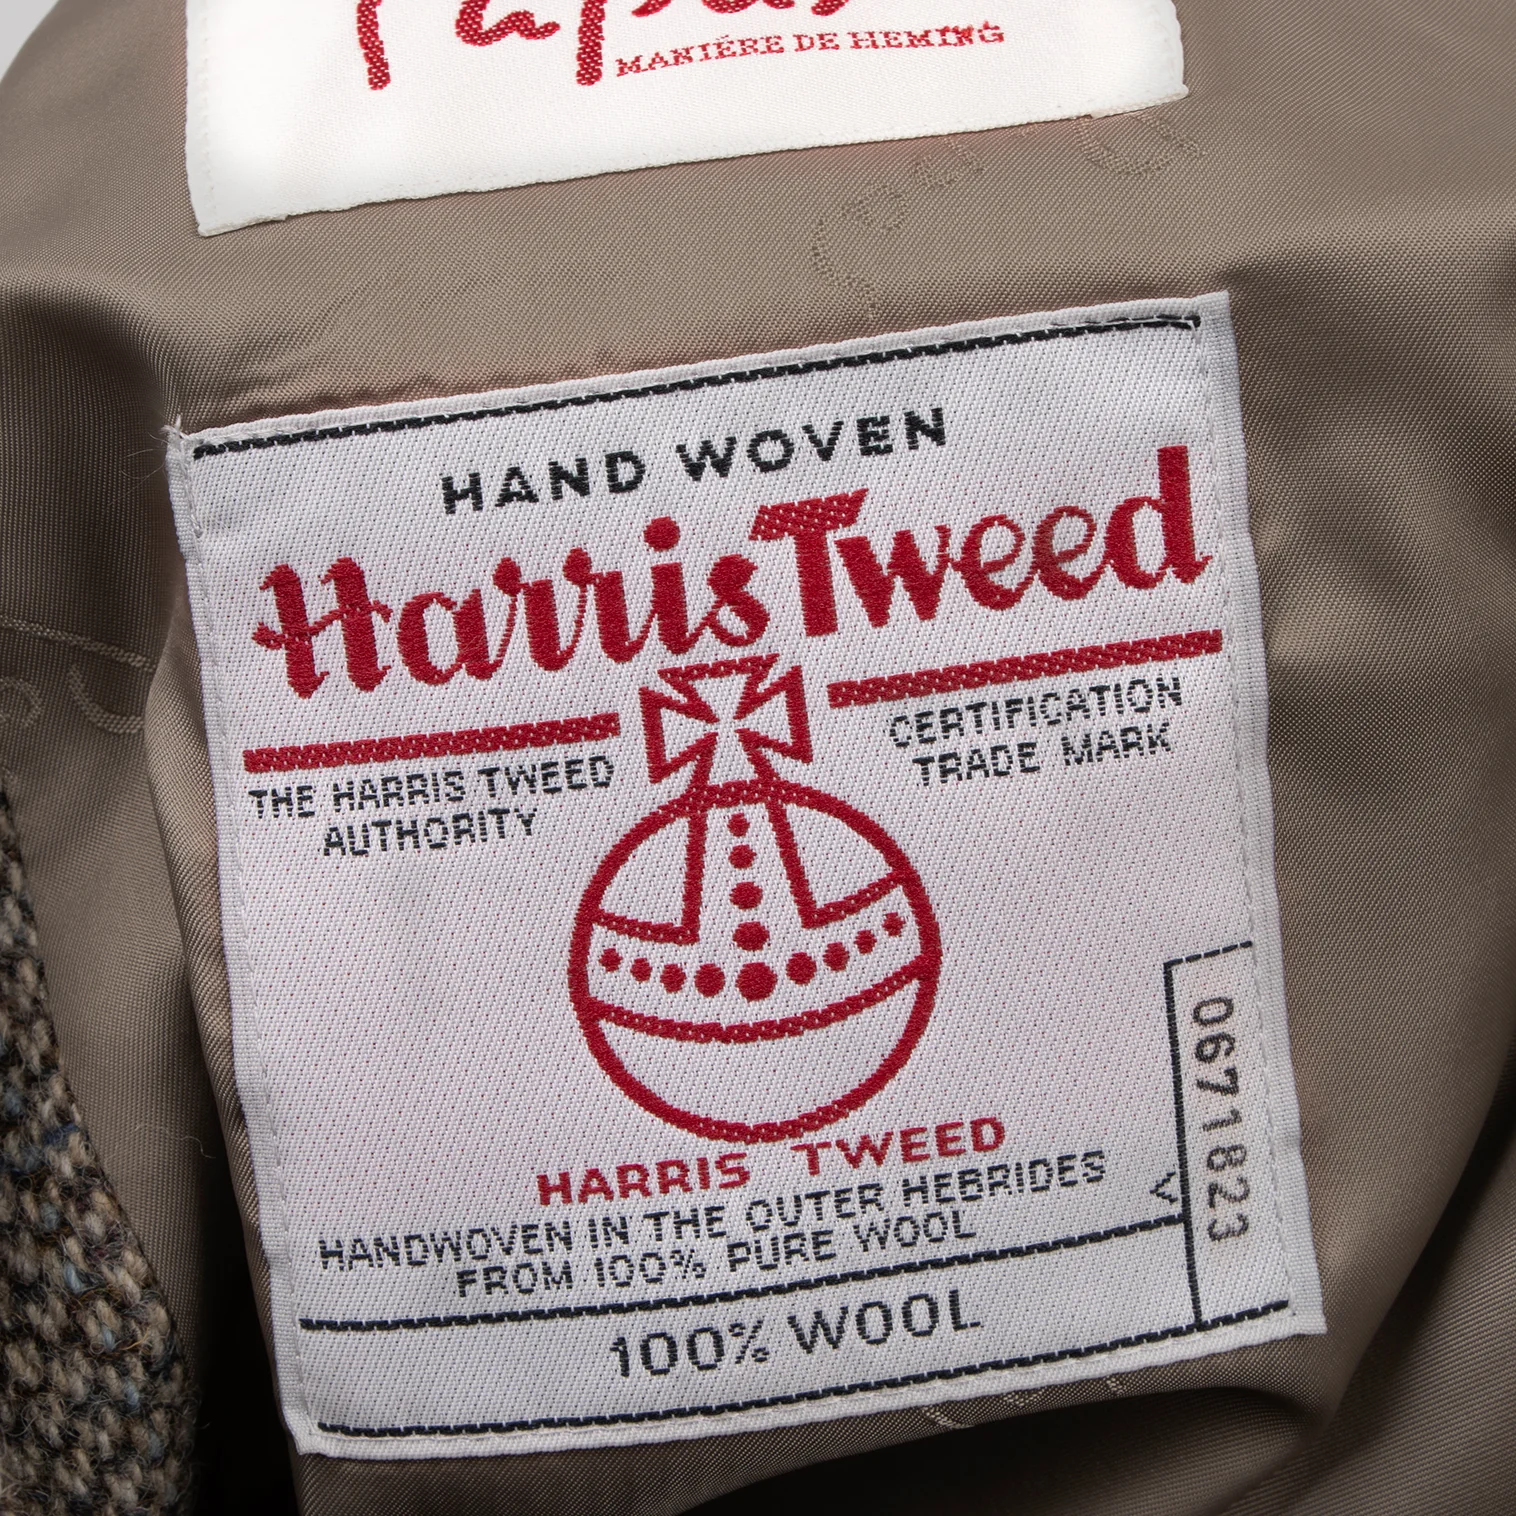 MANIÉRE DE HEMING
HAND WOVEN
Harris Tweed
THE HARRIS TWEED
AUTHORITY
CERTIFICATION
TRADE MARK
HARRIS TWEED
HANDWOVEN IN THE OUTER HEBRIDES
FROM 100% PURE WOOL
V
0671823
100% WOOL